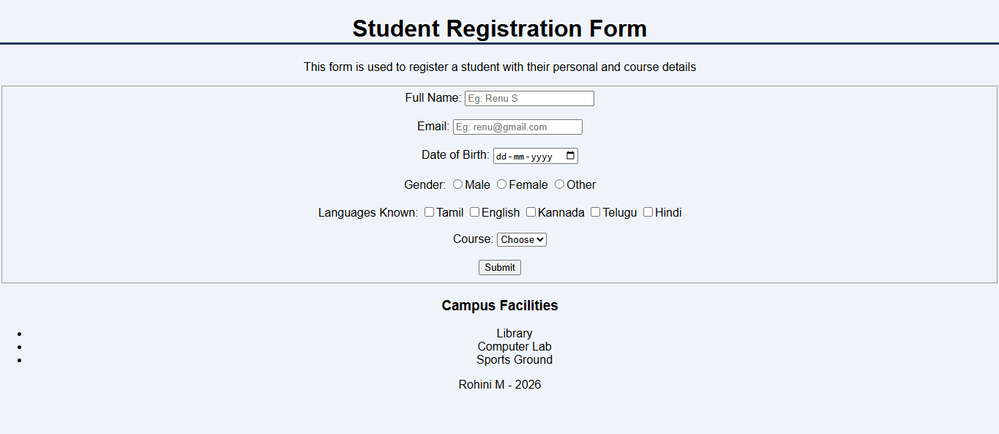 Student Registration Form
This form is used to register a student with their personal and course details
Full Name: Eg: Renu S
Email: Eg: renu@gmail.com
Date of Birth: dd-mm-yyyy
Gender: Male Female Other
Languages Known: Tamil English Kannada Telugu Hindi
Course: Choose
Submit
Campus Facilities
Library
Computer Lab
Sports Ground
Rohini M - 2026